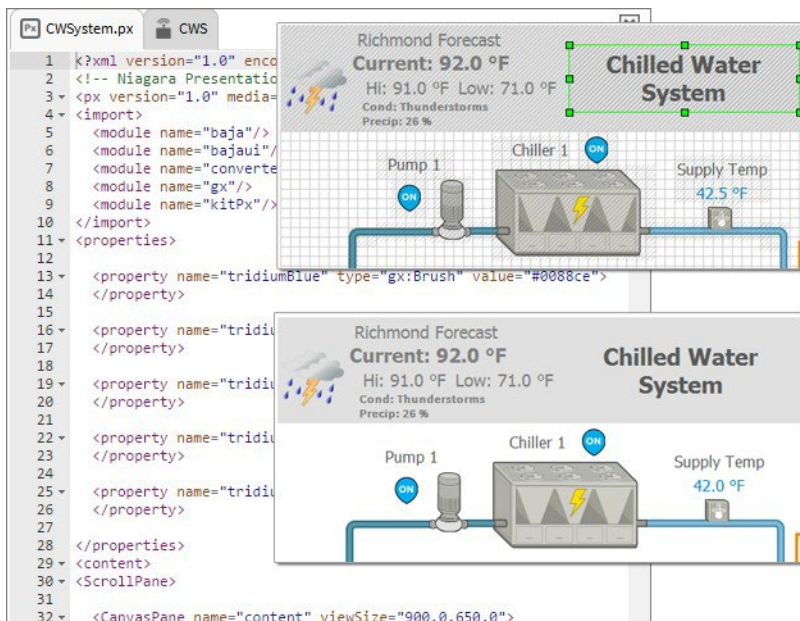 Px CWSystem.px
CWS
1 <?xml version="1.0" enco
2 <!-- Niagara Presentatio
3 <px version="1.0" media=
4 <import>
5 <module name="baja"/>
6 <module name="bajaui"/
7 <module name="converte
8 <module name="gx"/>
9 <module name="kitPx"/>
10 </import>
11 <properties>
12
13 <property name="tridiumBlue" type="gx:Brush" value="#0088ce">
14 </property>
15
16 <property name="tridiu
17 </property>
18
19 <property name="tridiu
20 </property>
21
22 <property name="tridiu
23 </property>
24
25 <property name="tridiu
26 </property>
27
28 </properties>
29 <content>
30 <ScrollPane>
31
32 <CanvasPane name="content" viewSize="900.0,650.0">
Richmond Forecast
Current: 92.0 °F
Hi: 91.0 °F Low: 71.0 °F
Cond: Thunderstorms
Precip: 26 %
Chilled Water
System
Chiller 1
ON
Pump 1
ON
Supply Temp
42.5 °F
Richmond Forecast
Current: 92.0 °F
Hi: 91.0 °F Low: 71.0 °F
Cond: Thunderstorms
Precip: 26 %
Chilled Water
System
Chiller 1
ON
Pump 1
ON
Supply Temp
42.0 °F